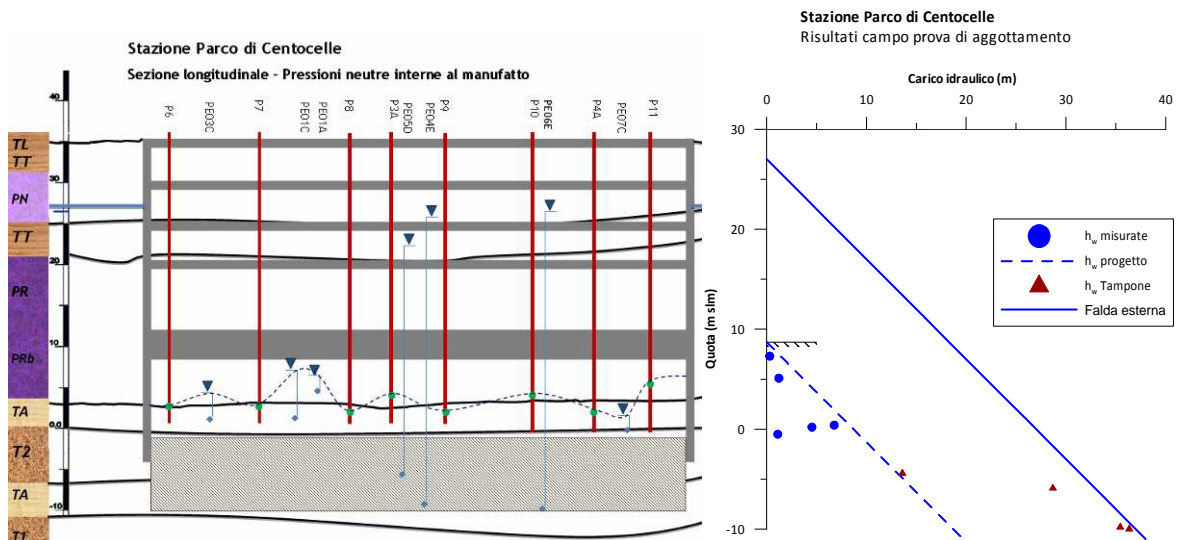 Stazione Parco di Centocelle
Sezione longitudinale - Pressioni neutre interne al manufatto
40
30
20
10
0.0
-10
TL
TT
PN
TT
PR
PRb
TA
T2
TA
T1
P6
PE03C
P7
PE01C
PE01A
P8
P3A
PE05D
PE04E
P9
P10
PE06E
P4A
PE07C
P11
Stazione Parco di Centocelle
Risultati campo prova di aggottamento
Carico idraulico (m)
0 10 20 30 40
Quota (m slm)
30
20
10
0
-10
hw misurate
hw progetto
hw Tampone
Falda esterna